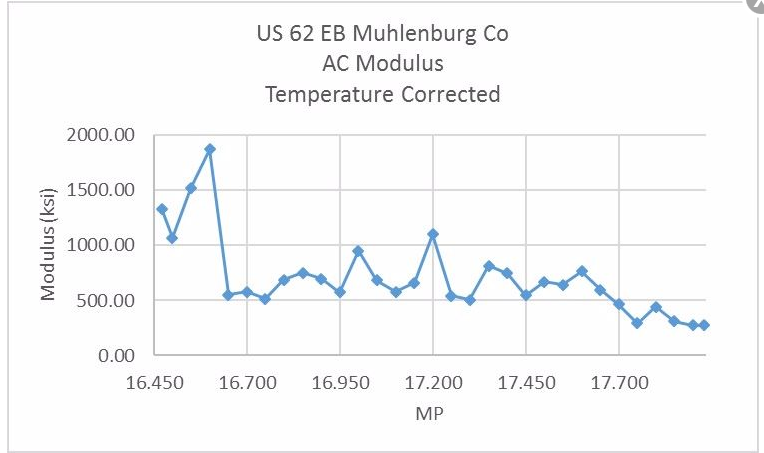 US 62 EB Muhlenburg Co
AC Modulus
Temperature Corrected
2000.00
1500.00
1000.00
500.00
0.00
Modulus (ksi)
16.450 16.700 16.950 17.200 17.450 17.700
MP